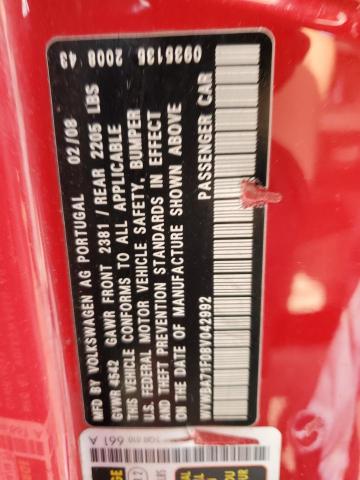 MFD BY VOLKSWAGEN AG PORTUGAL 02/08
GVWR 4542 GAWR FRONT 2381 / REAR 2205 LBS
THIS VEHICLE CONFORMS TO ALL APPLICABLE
U.S. FEDERAL MOTOR VEHICLE SAFETY, BUMPER
THEFT PREVENTION STANDARDS IN EFFECT
ON THE DATE OF MANUFACTURE SHOWN ABOVE
WVWBA71F08V042992 PASSENGER CAR
2008 43 0935135
661 A